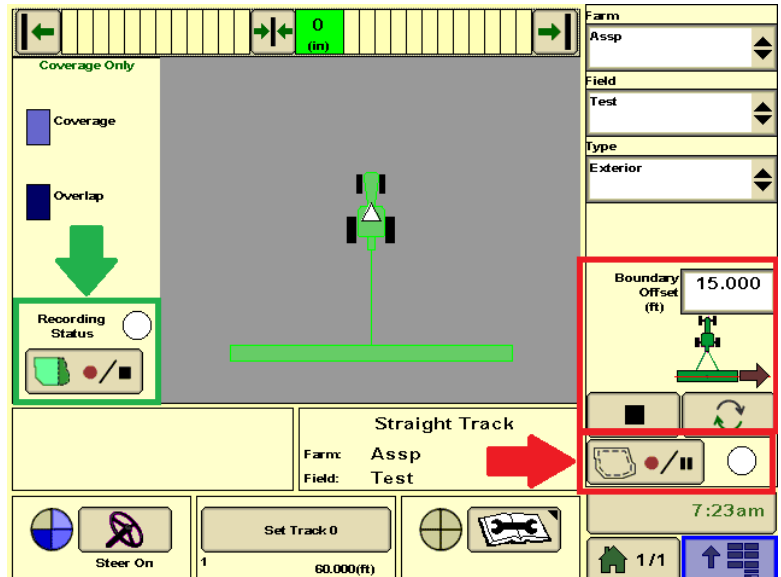 0
(in)
Coverage Only
Coverage
Overlap
Recording
Status
Farm
Assp
Field
Test
Type
Exterior
Boundary
Offset
(ft)
15.000
Straight Track
Farm: Assp
Field: Test
7:23am
Steer On
Set Track 0
1
60.000(ft)
1/1